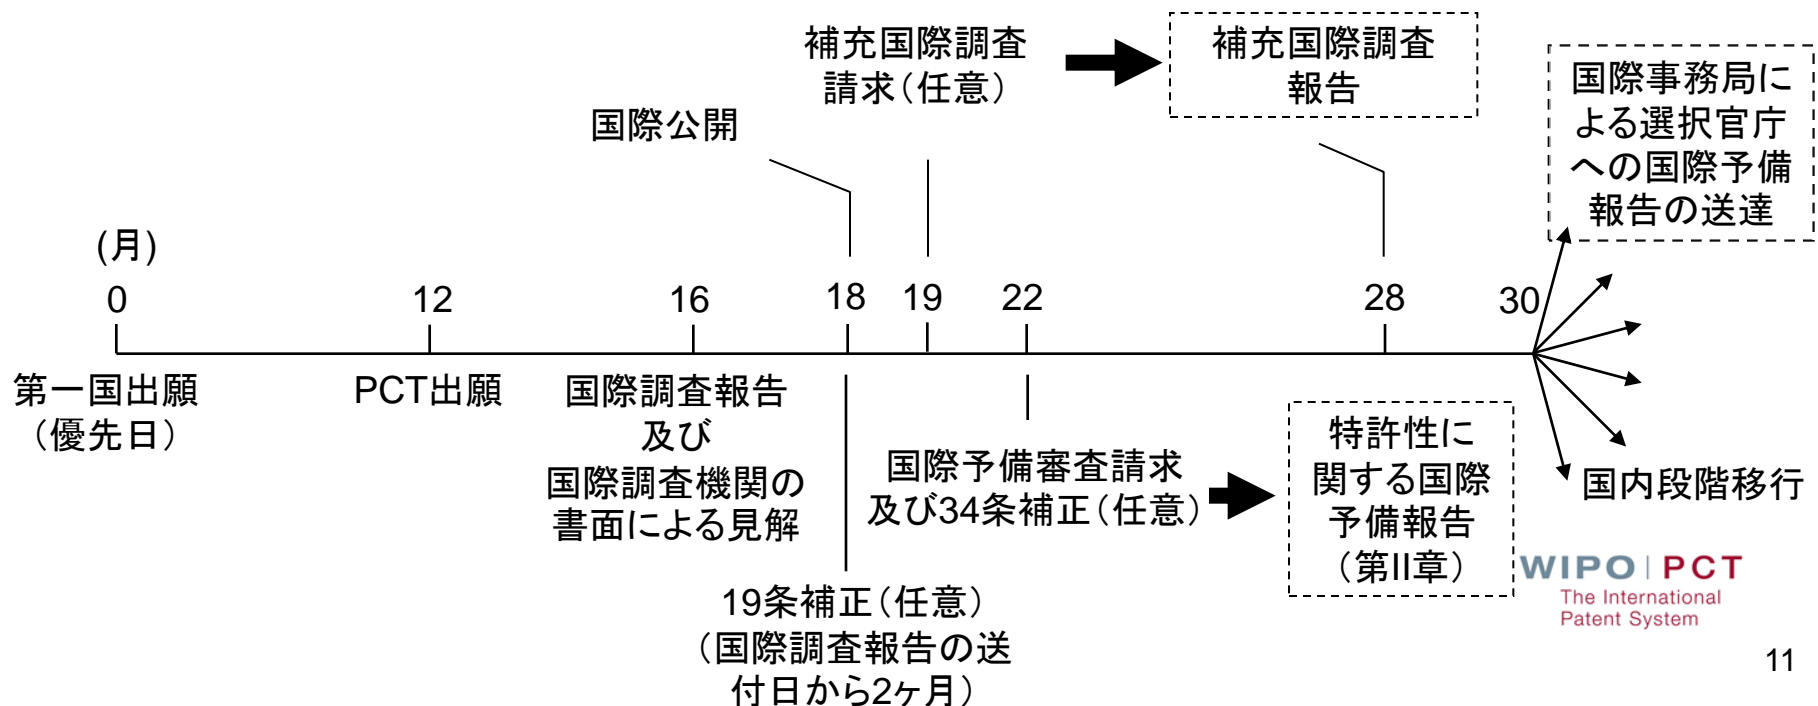 補充国際調査
請求（任意）
補充国際調査
報告
国際事務局に
よる選択官庁
への国際予備
報告の送達
国際公開
(月)
0
12
16
18
19
22
28
30
第一国出願
（優先日）
PCT出願
国際調査報告
及び
国際調査機関の
書面による見解
19条補正（任意）
（国際調査報告の送
付日から2ヶ月）
国際予備審査請求
及び34条補正（任意）
特許性に
関する国際
予備報告
（第II章）
国内段階移行
WIPO | PCT
The International
Patent System
11